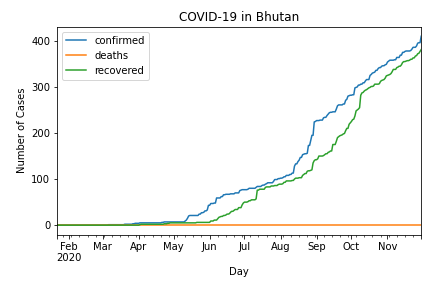 COVID-19 in Bhutan
confirmed
deaths
recovered
Number of Cases
400
300
200
100
0
Feb Mar Apr May Jun Jul Aug Sep Oct Nov
2020
Day